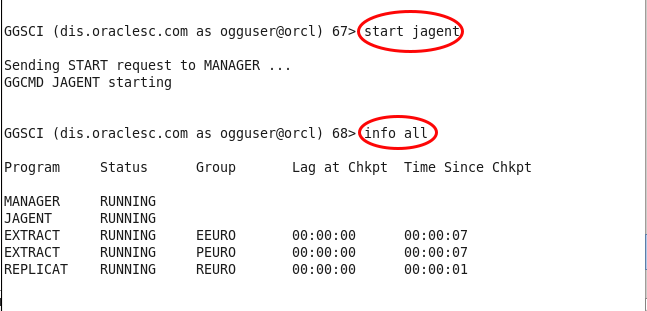 GGSCI (dis.oraclesc.com as ogguser@orcl) 67> start jagent
Sending START request to MANAGER ...
GGCMD JAGENT starting
GGSCI (dis.oraclesc.com as ogguser@orcl) 68> info all
Program     Status      Group       Lag at Chkpt  Time Since Chkpt
MANAGER     RUNNING
JAGENT      RUNNING
EXTRACT     RUNNING     EEURO       00:00:00      00:00:07
EXTRACT     RUNNING     PEURO       00:00:00      00:00:07
REPLICAT    RUNNING     REURO       00:00:00      00:00:01